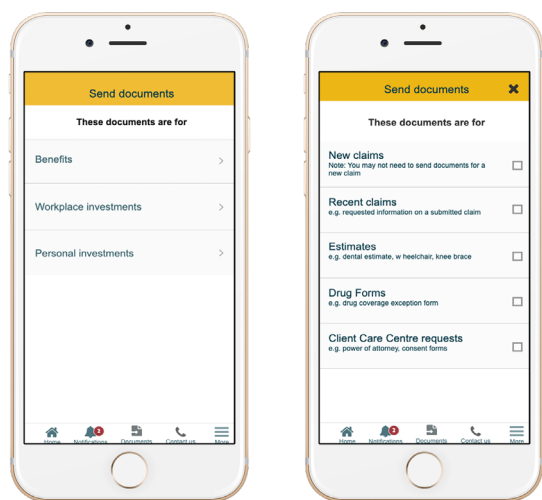 Send documents
These documents are for
Benefits
Workplace investments
Personal investments
2
Home Notifications Documents Contact us More
Send documents
These documents are for
New claims
Note: You may not need to send documents for a
new claim
Recent claims
e.g. requested information on a submitted claim
Estimates
e.g. dental estimate, w heelchair, knee brace
Drug Forms
e.g. drug coverage exception form
Client Care Centre requests
e.g. power of attorney, consent forms
2
Home Notifications Documents Contact us More